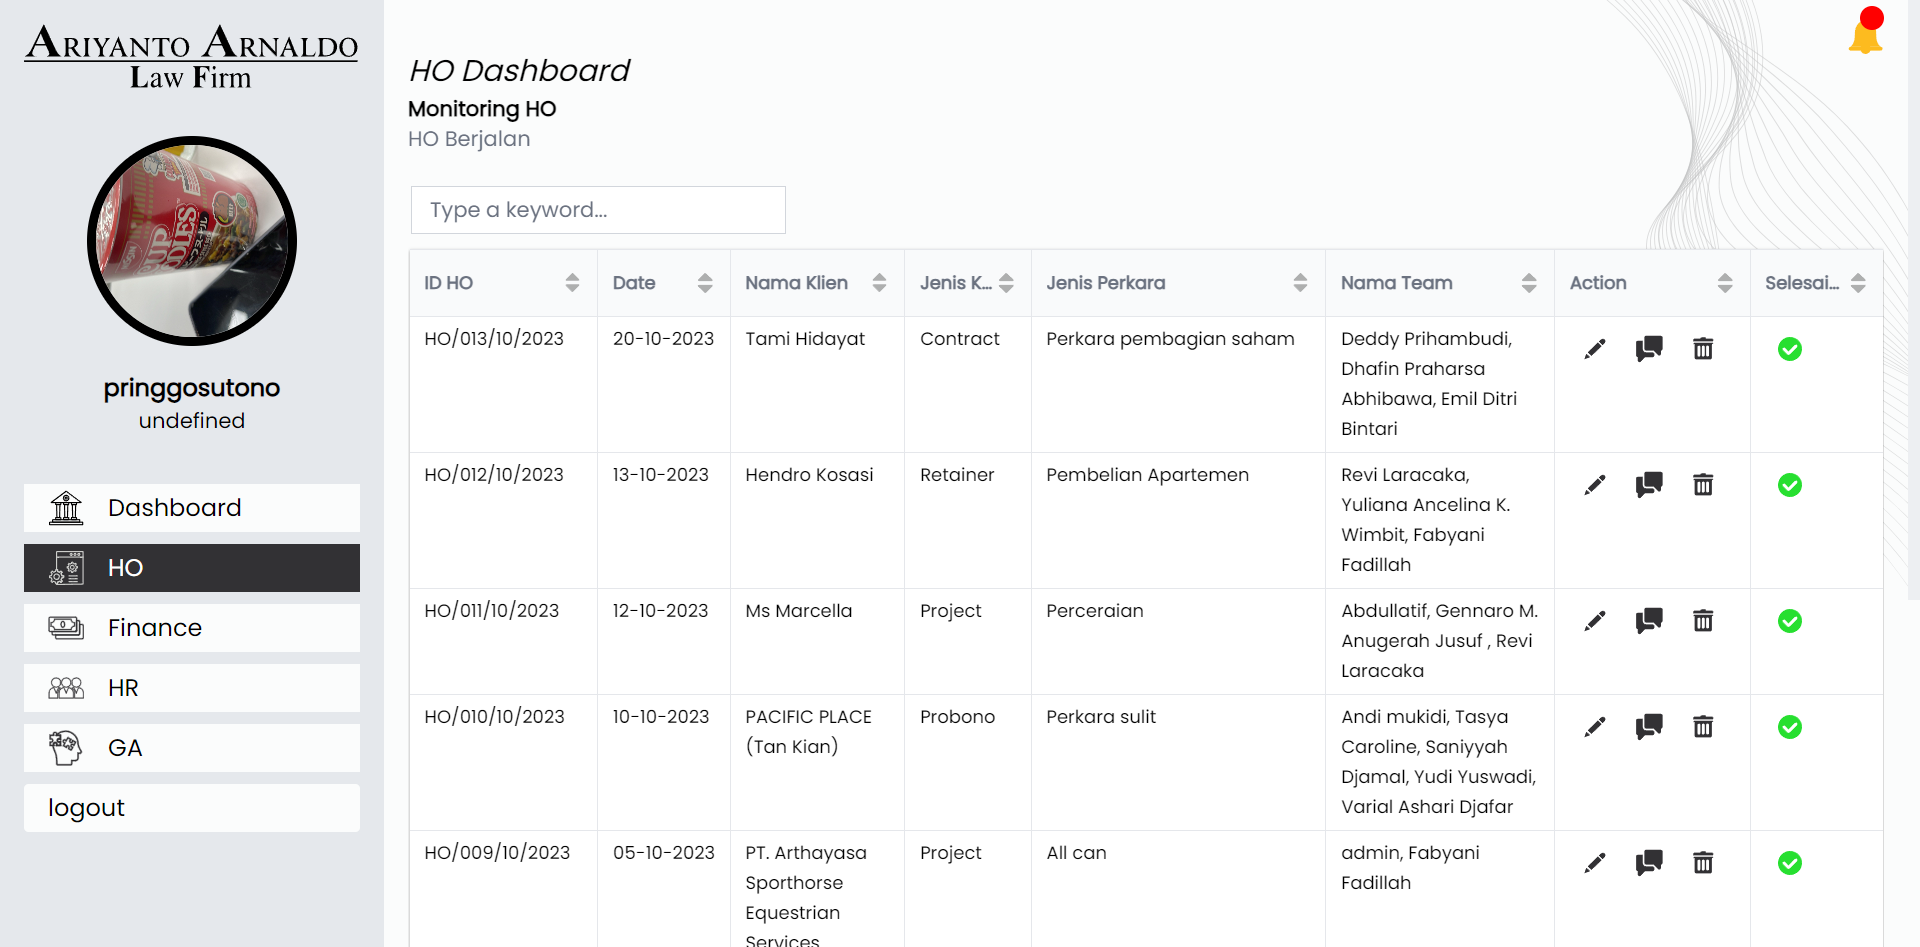 ARIYANTO ARNALDO
Law Firm
CUP
pringgosutono
undefined
Dashboard
HO
Finance
HR
GA
logout
HO Dashboard
Monitoring HO
HO Berjalan
Type a keyword...
ID HO Date Nama Klien Jenis K... Jenis Perkara Nama Team Action Selesai...
HO/013/10/2023 20-10-2023 Tami Hidayat Contract Perkara pembagian saham Deddy Prihambudi,
Dhafin Praharsa
Abhibawa, Emil Ditri
Bintari
HO/012/10/2023 13-10-2023 Hendro Kosasi Retainer Pembelian Apartemen Revi Laracaka,
Yuliana Ancelina K.
Wimbit, Fabyani
Fadillah
HO/011/10/2023 12-10-2023 Ms Marcella Project Perceraian Abdullatif, Gennaro M.
Anugerah Jusuf , Revi
Laracaka
HO/010/10/2023 10-10-2023 PACIFIC PLACE Probono Perkara sulit Andi mukidi, Tasya
(Tan Kian) Caroline, Saniyyah
Djamal, Yudi Yuswadi,
Varial Ashari Djafar
HO/009/10/2023 05-10-2023 PT. Arthayasa Project All can admin, Fabyani
Sporthorse Fadillah
Equestrian
Services